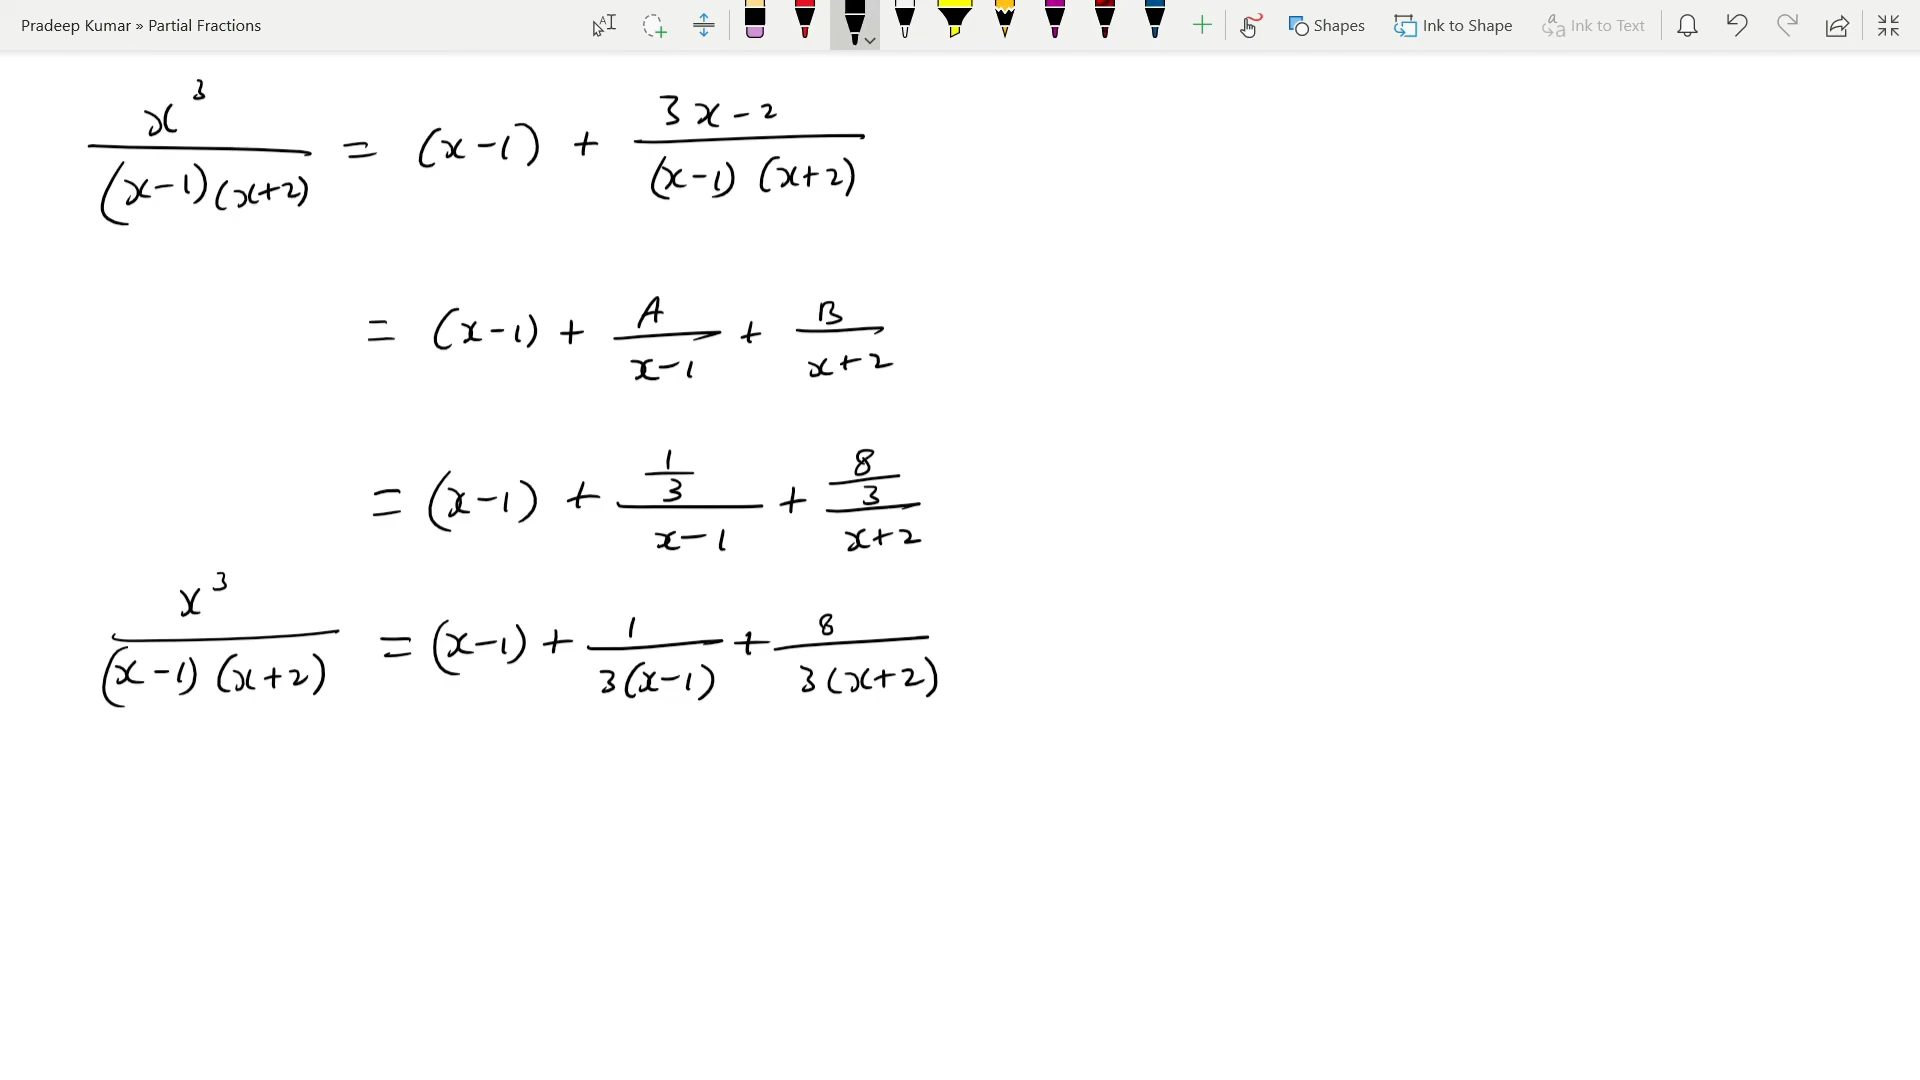 Pradeep Kumar » Partial Fractions
Shapes
Ink to Shape
Ink to Text
x³/((x-1)(x+2)) = (x-1) + (3x-2)/((x-1)(x+2))
= (x-1) + A/(x-1) + B/(x+2)
= (x-1) + (1/3)/(x-1) + (8/3)/(x+2)
x³/((x-1)(x+2)) = (x-1) + 1/(3(x-1)) + 8/(3(x+2))